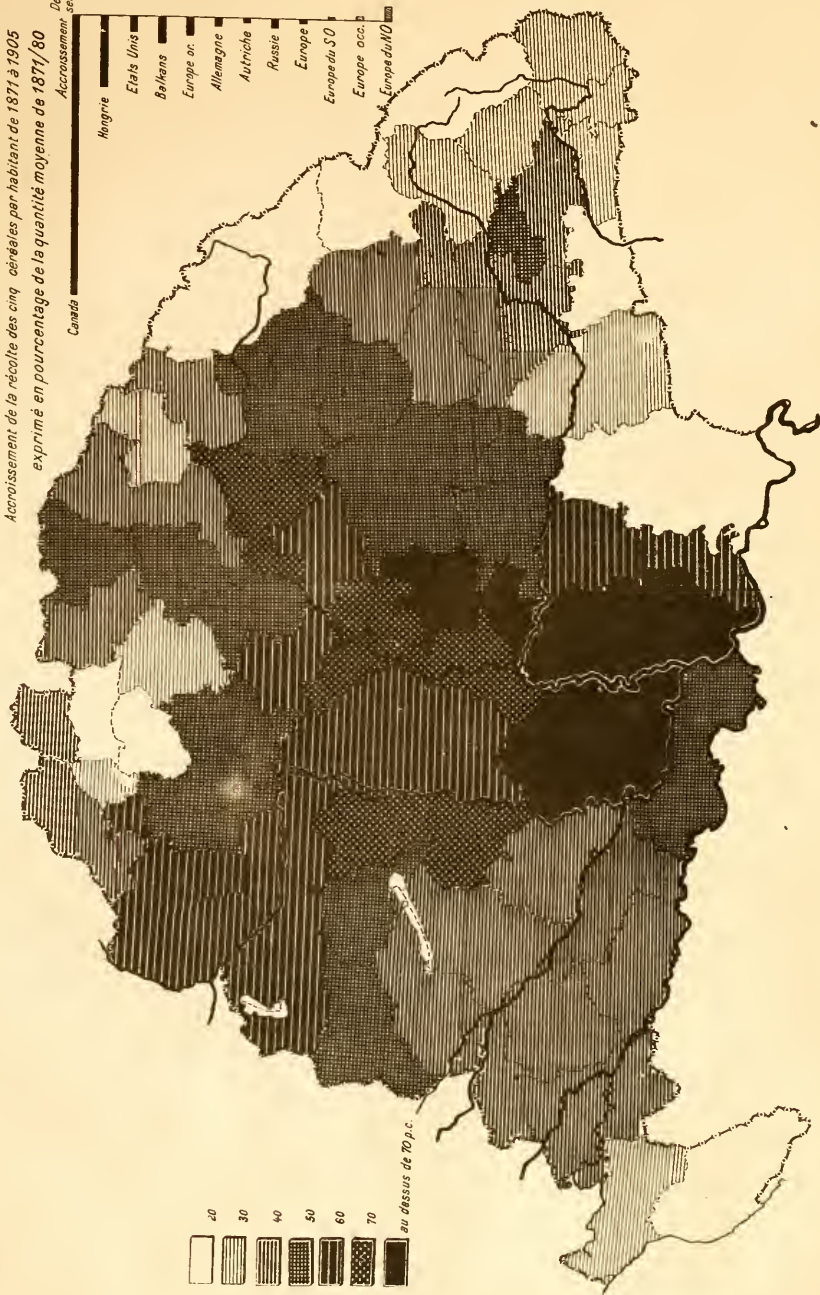 Accroissement de la récolte des cinq céréales par habitant de 1871 à 1905
exprimé en pourcentage de la quantité moyenne de 1871/80
Accroissement
Canada
Hongrie
Etats Unis
Balkans
Europe or.
Allemagne
Autriche
Russie
Europe
Europe du SO
Europe occ.
Europe du NO
20
30
40
50
60
70
au dessus de 70 p.c.